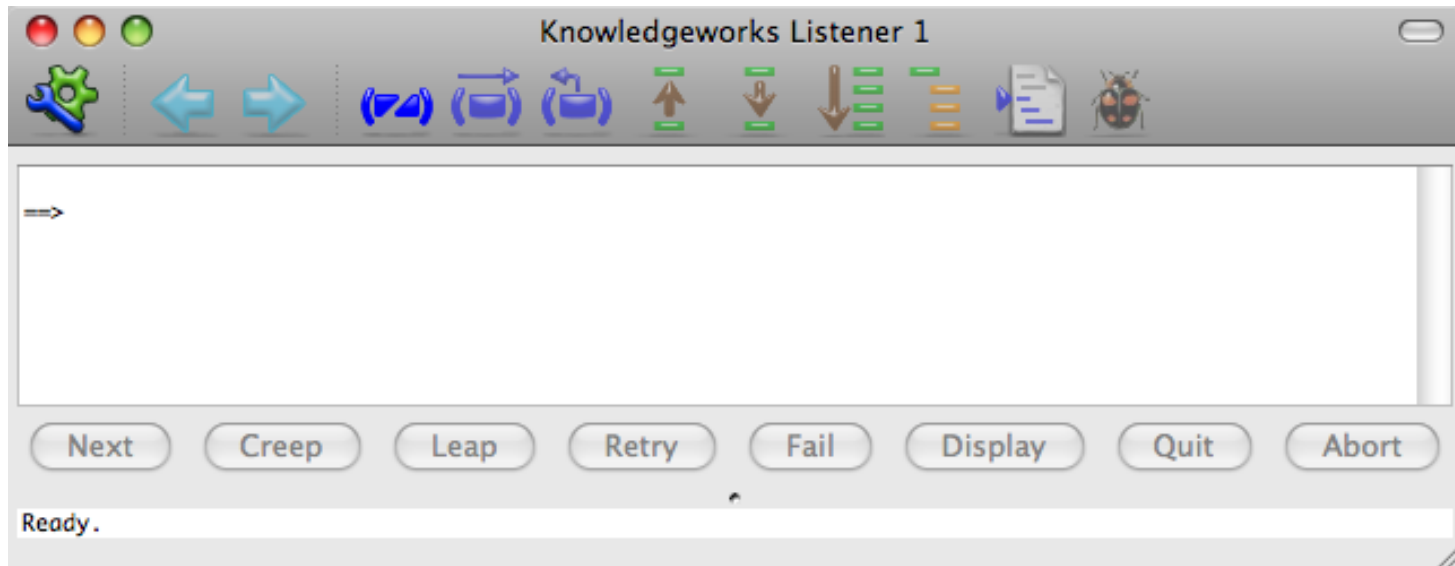 Knowledgeworks Listener 1
==>
Next Creep Leap Retry Fail Display Quit Abort
Ready.